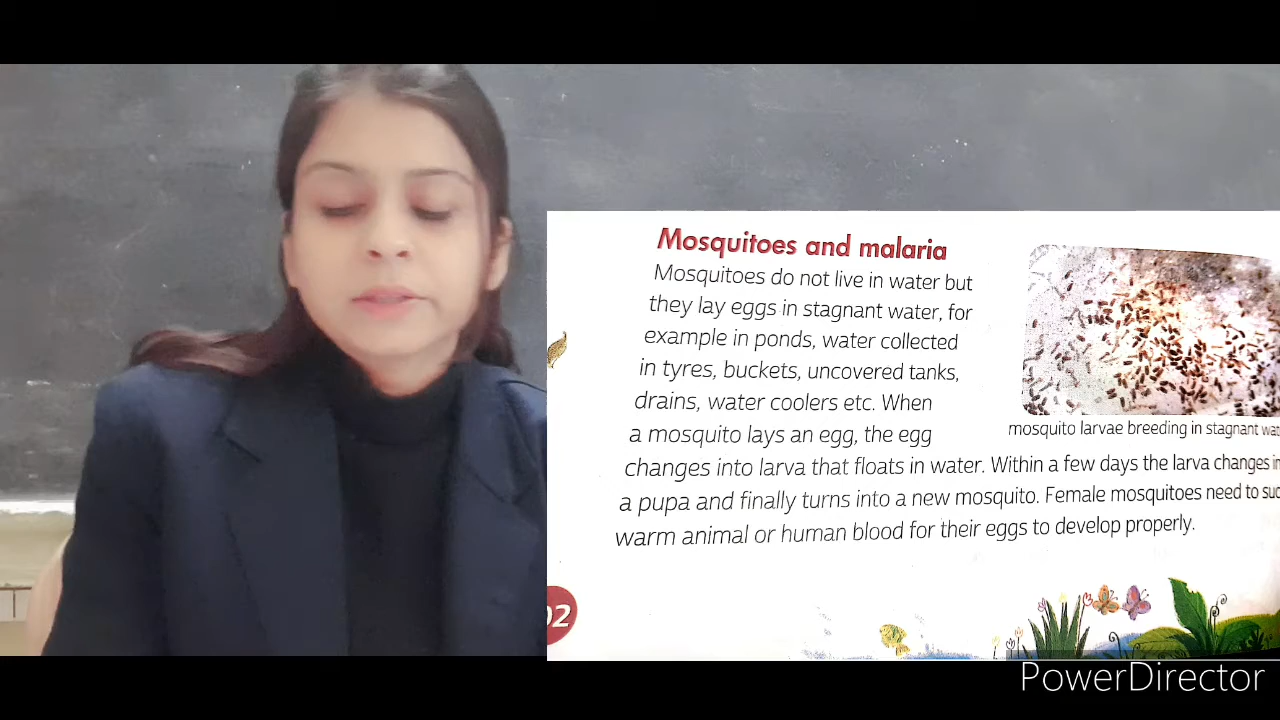 Mosquitoes and malaria
Mosquitoes do not live in water but
they lay eggs in stagnant water, for
example in ponds, water collected
in tyres, buckets, uncovered tanks,
drains, water coolers etc. When
a mosquito lays an egg, the egg
mosquito larvae breeding in stagnant
changes into larva that floats in water. Within a few days the larva changes
a pupa and finally turns into a new mosquito. Female mosquitoes need to
warm animal or human blood for their eggs to develop properly.
PowerDirector